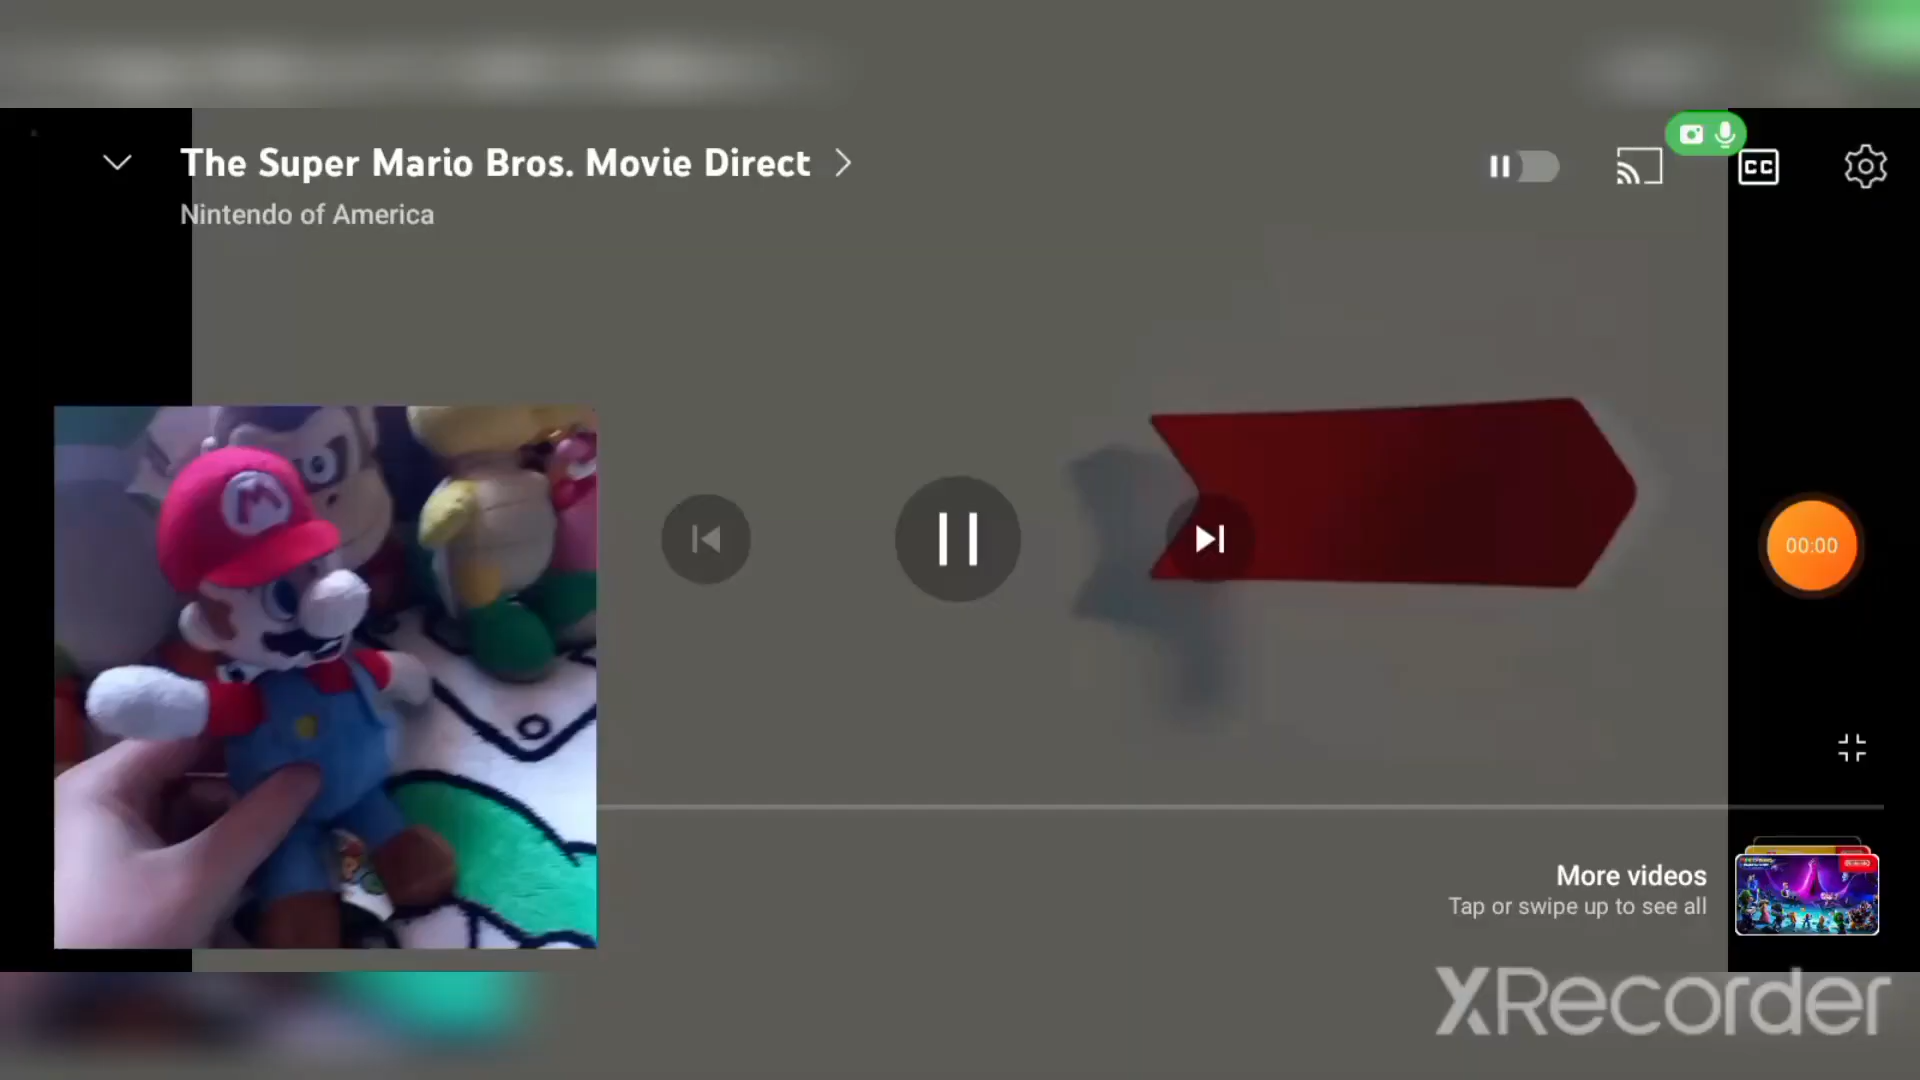 The Super Mario Bros. Movie Direct
Nintendo of America
CC
M
00:00
More videos
Tap or swipe up to see all
XRecorder